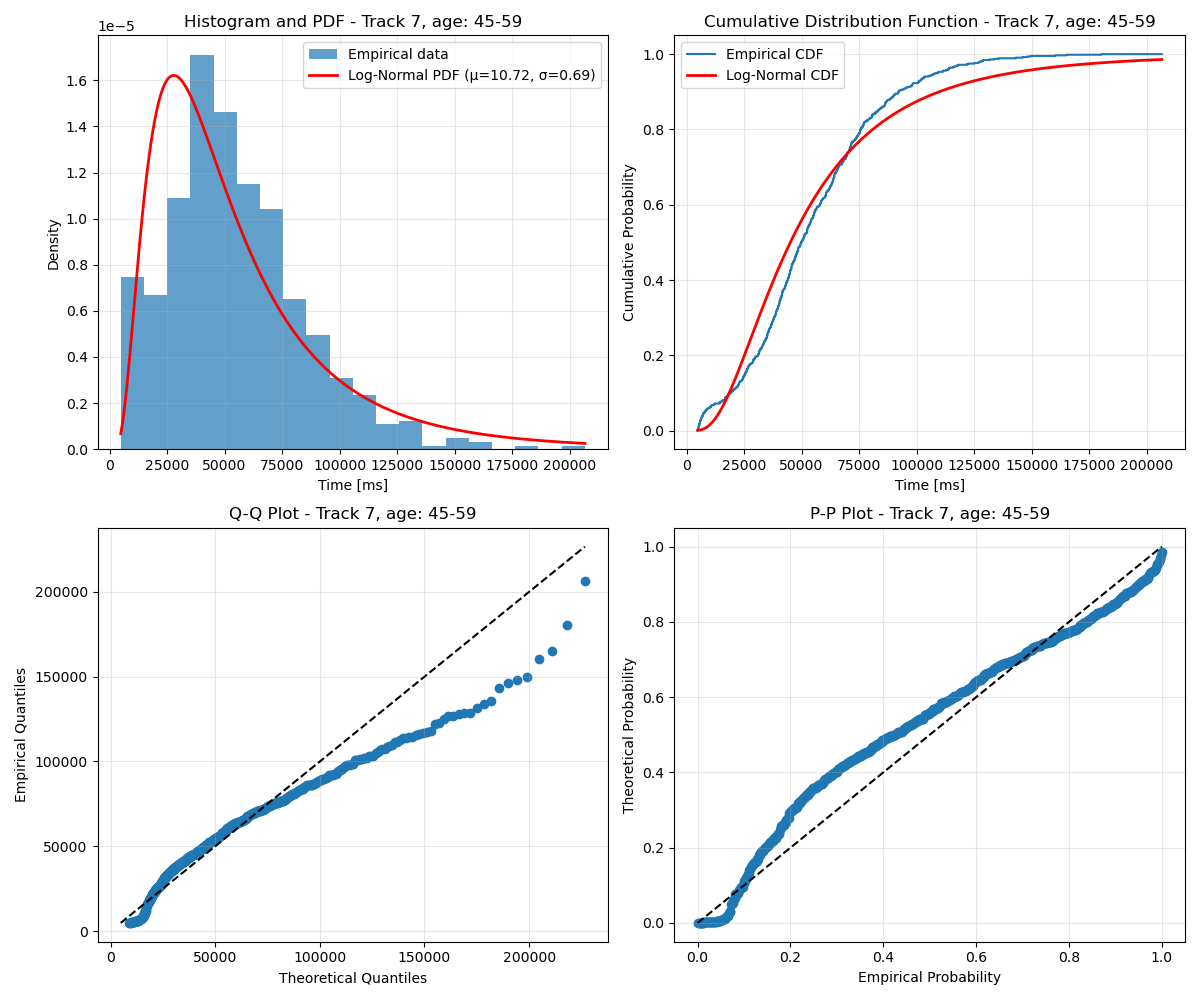 Histogram and PDF - Track 7, age: 45-59
1e−5
Empirical data
Log-Normal PDF (μ=10.72, σ=0.69)
1.6
1.4
1.2
1.0
0.8
0.6
0.4
0.2
0.0
Density
0 25000 50000 75000 100000 125000 150000 175000 200000
Time [ms]
Cumulative Distribution Function - Track 7, age: 45-59
Empirical CDF
Log-Normal CDF
1.0
0.8
0.6
0.4
0.2
0.0
Cumulative Probability
0 25000 50000 75000 100000 125000 150000 175000 200000
Time [ms]
Q-Q Plot - Track 7, age: 45-59
200000
150000
100000
50000
0
Empirical Quantiles
0 50000 100000 150000 200000
Theoretical Quantiles
P-P Plot - Track 7, age: 45-59
1.0
0.8
0.6
0.4
0.2
0.0
Theoretical Probability
0.0 0.2 0.4 0.6 0.8 1.0
Empirical Probability